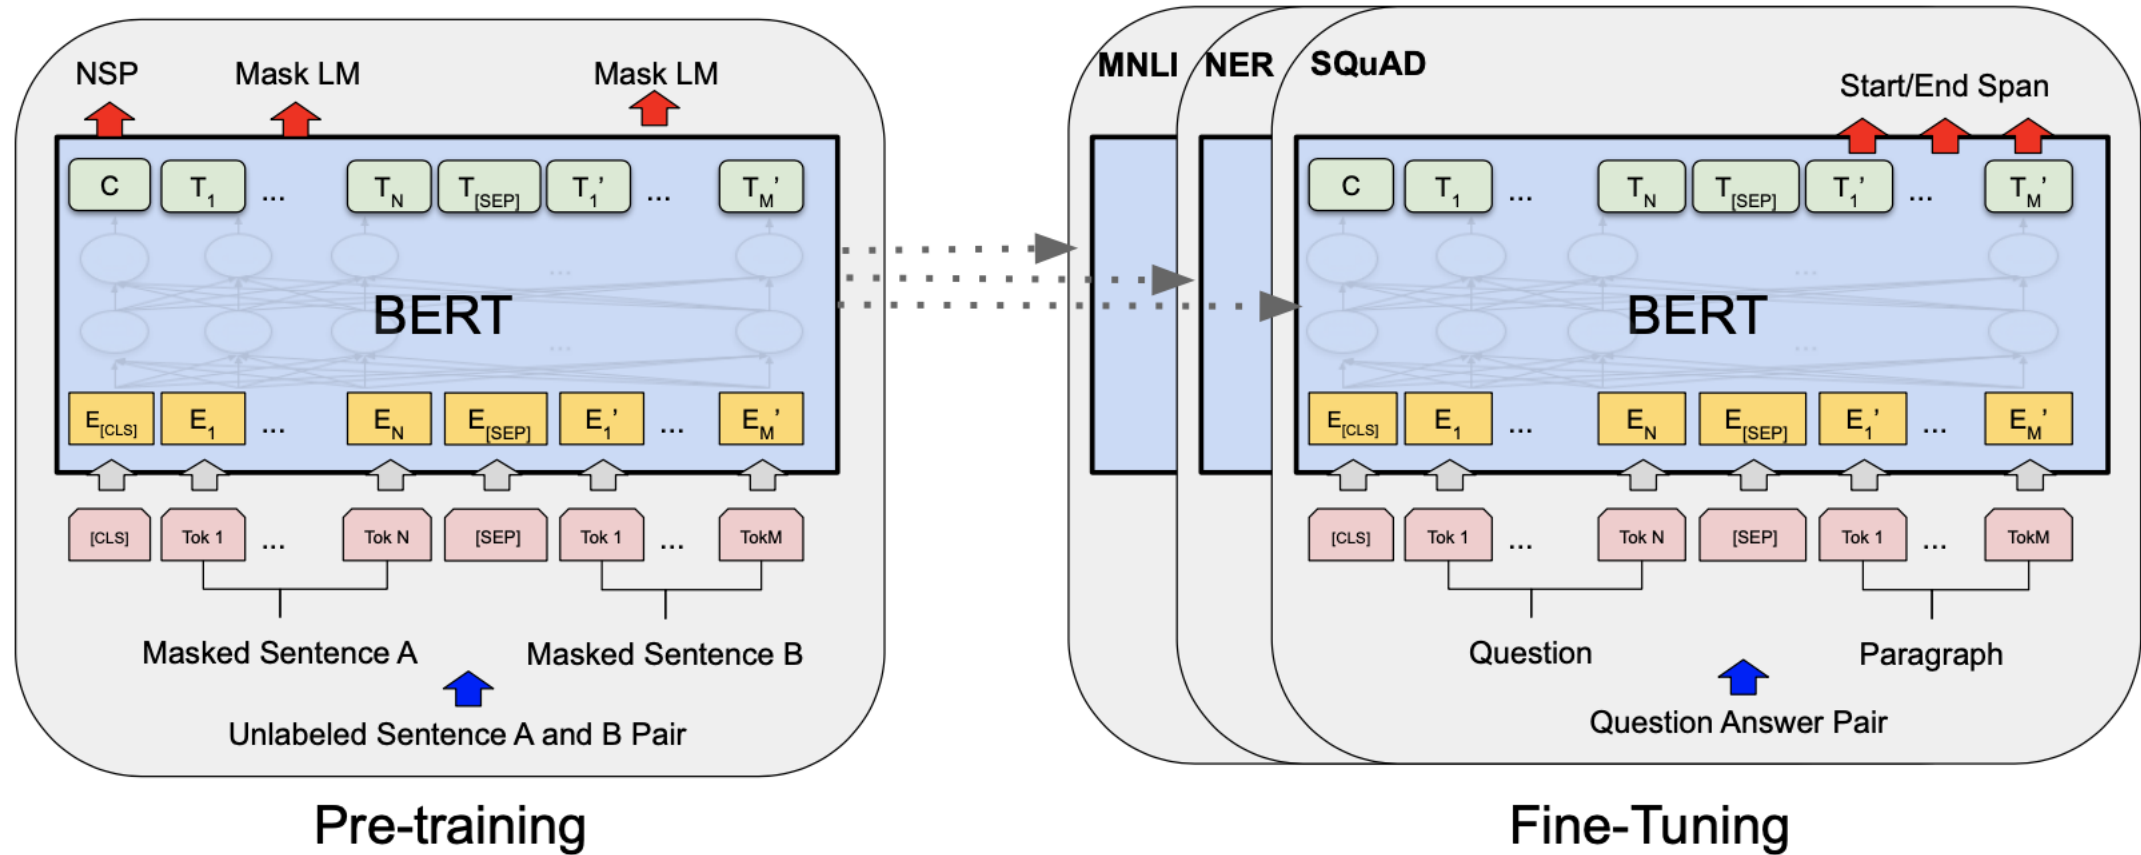 NSP Mask LM Mask LM
C T1 ... TN T[SEP] T1’ ... TM’
...
BERT
...
E[CLS] E1 ... EN E[SEP] E1’ ... EM’
[CLS] Tok 1 ... Tok N [SEP] Tok 1 ... TokM
Masked Sentence A Masked Sentence B
Unlabeled Sentence A and B Pair
Pre-training
MNLI NER SQuAD
Start/End Span
C T1 ... TN T[SEP] T1’ ... TM’
...
BERT
...
E[CLS] E1 ... EN E[SEP] E1’ ... EM’
[CLS] Tok 1 ... Tok N [SEP] Tok 1 ... TokM
Question Paragraph
Question Answer Pair
Fine-Tuning